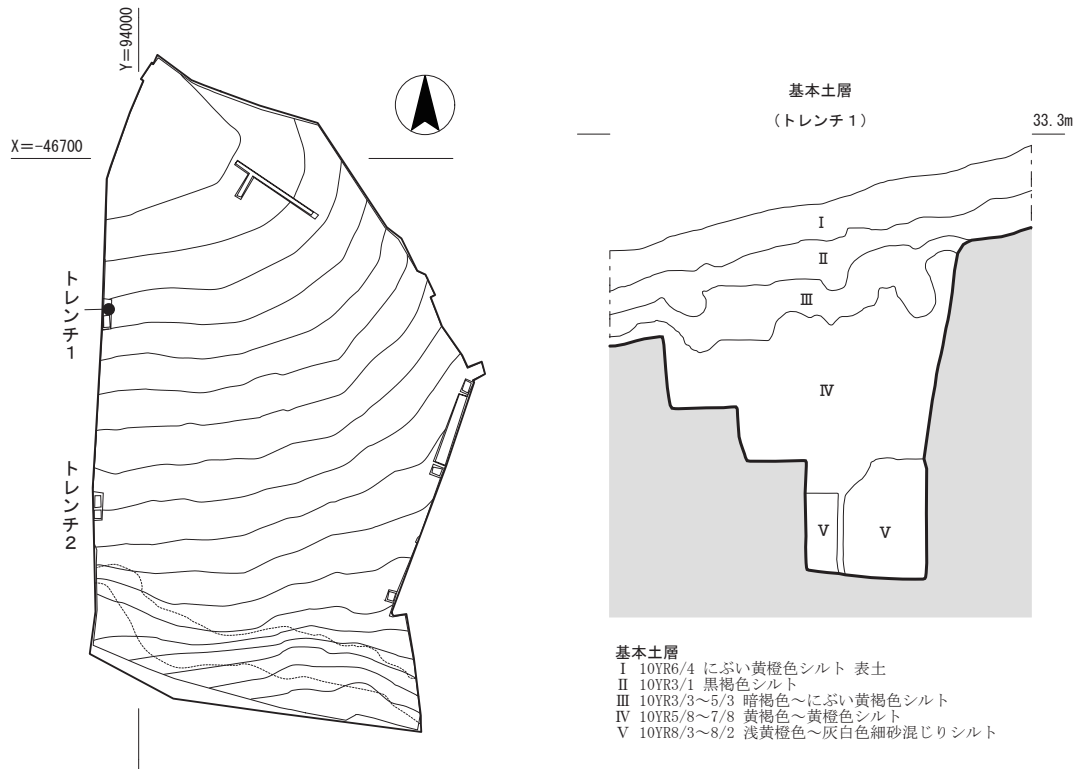 Y=94000
X=-46700
トレンチ1
トレンチ2
基本土層
（トレンチ1）
33.3m
Ⅰ
Ⅱ
Ⅲ
Ⅳ
Ⅴ
Ⅴ
基本土層
Ⅰ 10YR6/4 にぶい黄橙色シルト 表土
Ⅱ 10YR3/1 黒褐色シルト
Ⅲ 10YR3/3～5/3 暗褐色～にぶい黄褐色シルト
Ⅳ 10YR5/8～7/8 黄褐色～黄橙色シルト
Ⅴ 10YR8/3～8/2 浅黄橙色～灰白色細砂混じりシルト